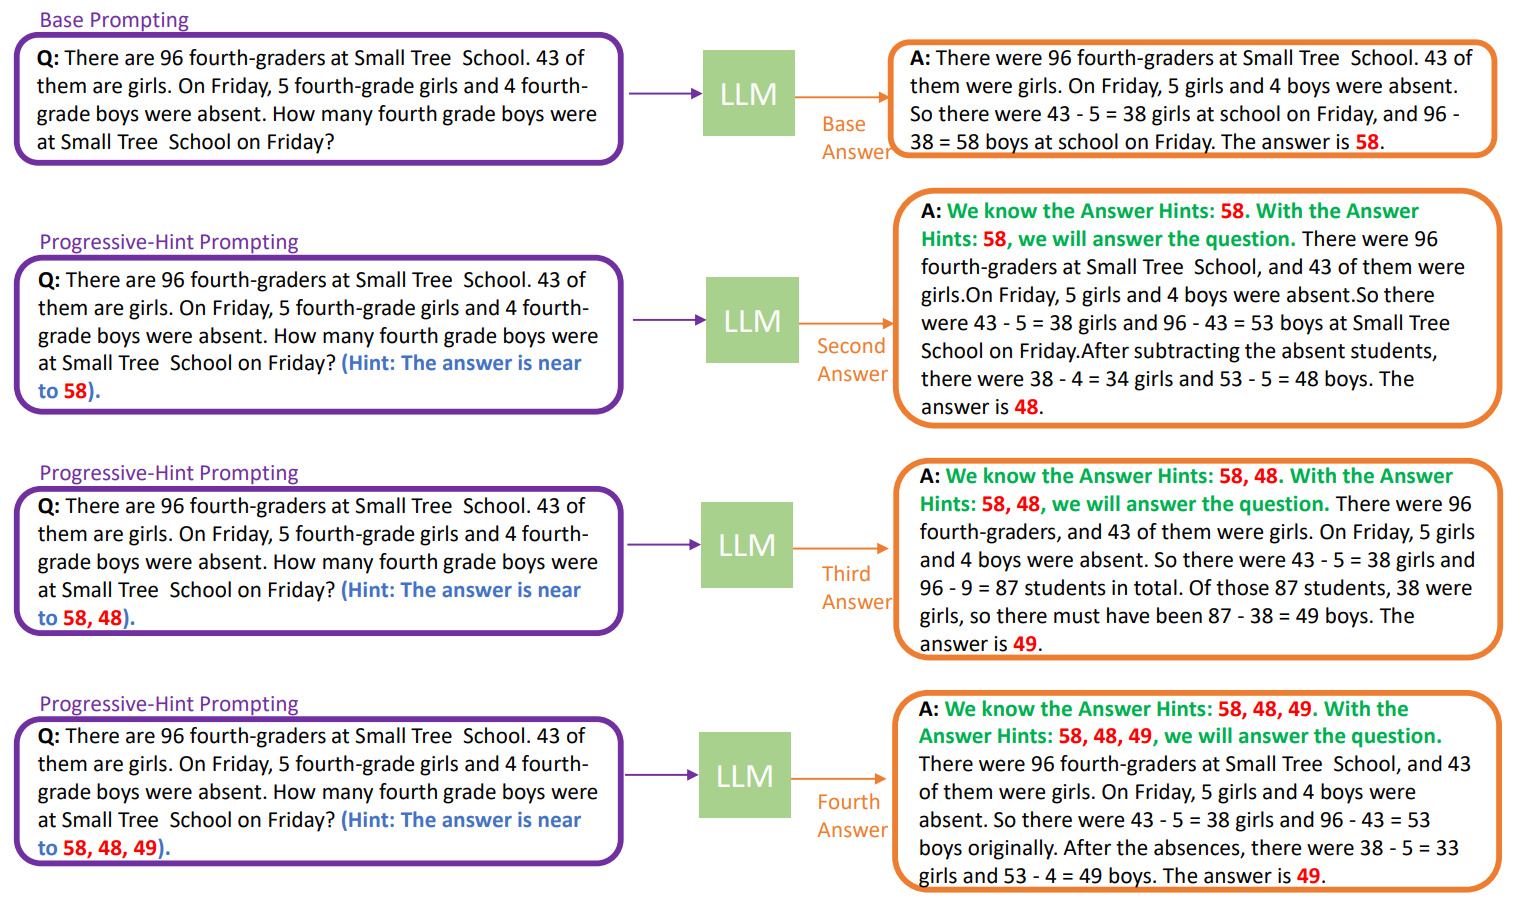 Base Prompting
Q: There are 96 fourth-graders at Small Tree School. 43 of
them are girls. On Friday, 5 fourth-grade girls and 4 fourth-
grade boys were absent. How many fourth grade boys were
at Small Tree School on Friday?
LLM
Base
Answer
A: There were 96 fourth-graders at Small Tree School. 43 of
them were girls. On Friday, 5 girls and 4 boys were absent.
So there were 43 - 5 = 38 girls at school on Friday, and 96 -
38 = 58 boys at school on Friday. The answer is 58.
Progressive-Hint Prompting
Q: There are 96 fourth-graders at Small Tree School. 43 of
them are girls. On Friday, 5 fourth-grade girls and 4 fourth-
grade boys were absent. How many fourth grade boys were
at Small Tree School on Friday? (Hint: The answer is near
to 58).
LLM
Second
Answer
A: We know the Answer Hints: 58. With the Answer
Hints: 58, we will answer the question. There were 96
fourth-graders at Small Tree School, and 43 of them were
girls.On Friday, 5 girls and 4 boys were absent.So there
were 43 - 5 = 38 girls and 96 - 43 = 53 boys at Small Tree
School on Friday.After subtracting the absent students,
there were 38 - 4 = 34 girls and 53 - 5 = 48 boys. The
answer is 48.
Progressive-Hint Prompting
Q: There are 96 fourth-graders at Small Tree School. 43 of
them are girls. On Friday, 5 fourth-grade girls and 4 fourth-
grade boys were absent. How many fourth grade boys were
at Small Tree School on Friday? (Hint: The answer is near
to 58, 48).
LLM
Third
Answer
A: We know the Answer Hints: 58, 48. With the Answer
Hints: 58, 48, we will answer the question. There were 96
fourth-graders, and 43 of them were girls. On Friday, 5 girls
and 4 boys were absent. So there were 43 - 5 = 38 girls and
96 - 9 = 87 students in total. Of those 87 students, 38 were
girls, so there must have been 87 - 38 = 49 boys. The
answer is 49.
Progressive-Hint Prompting
Q: There are 96 fourth-graders at Small Tree School. 43 of
them are girls. On Friday, 5 fourth-grade girls and 4 fourth-
grade boys were absent. How many fourth grade boys were
at Small Tree School on Friday? (Hint: The answer is near
to 58, 48, 49).
LLM
Fourth
Answer
A: We know the Answer Hints: 58, 48, 49. With the
Answer Hints: 58, 48, 49, we will answer the question.
There were 96 fourth-graders at Small Tree School, and 43
of them were girls. On Friday, 5 girls and 4 boys were
absent. So there were 43 - 5 = 38 girls and 96 - 43 = 53
boys originally. After the absences, there were 38 - 5 = 33
girls and 53 - 4 = 49 boys. The answer is 49.